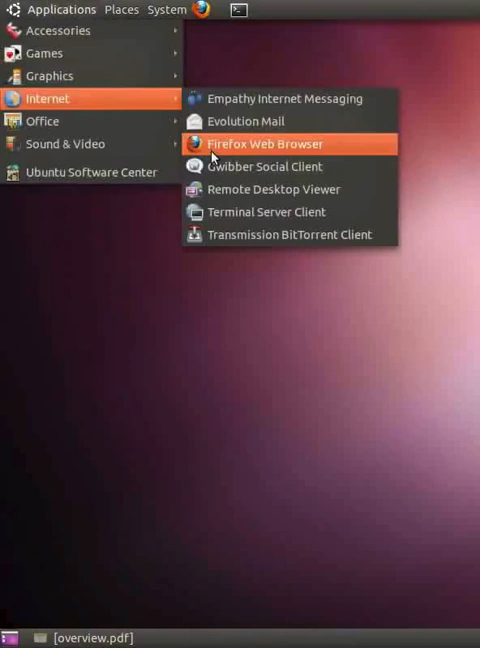 Applications Places System
Accessories
Games
Graphics
Internet
Office
Sound & Video
Ubuntu Software Center
Empathy Internet Messaging
Evolution Mail
Firefox Web Browser
Gwibber Social Client
Remote Desktop Viewer
Terminal Server Client
Transmission BitTorrent Client
[overview.pdf]